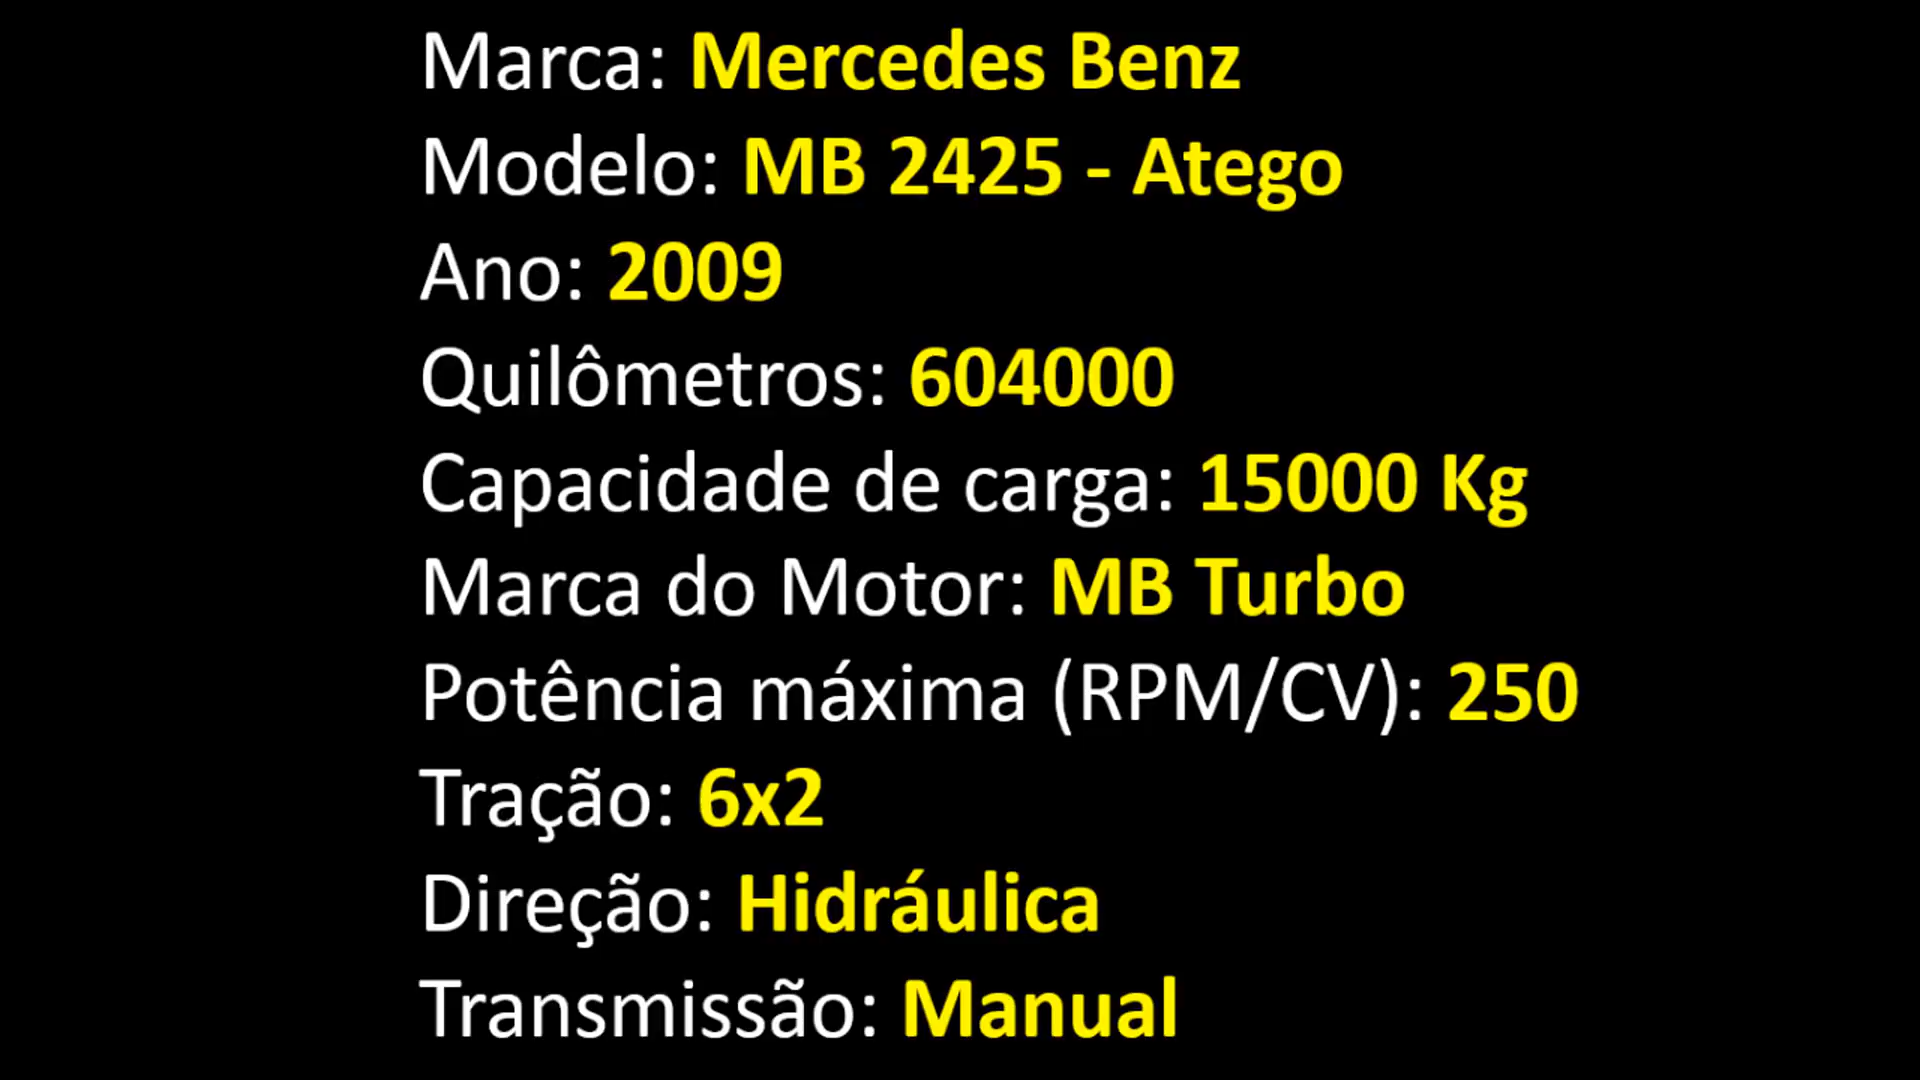 Marca: Mercedes Benz
Modelo: MB 2425 - Atego
Ano: 2009
Quilômetros: 604000
Capacidade de carga: 15000 Kg
Marca do Motor: MB Turbo
Potência máxima (RPM/CV): 250
Tração: 6x2
Direção: Hidráulica
Transmissão: Manual